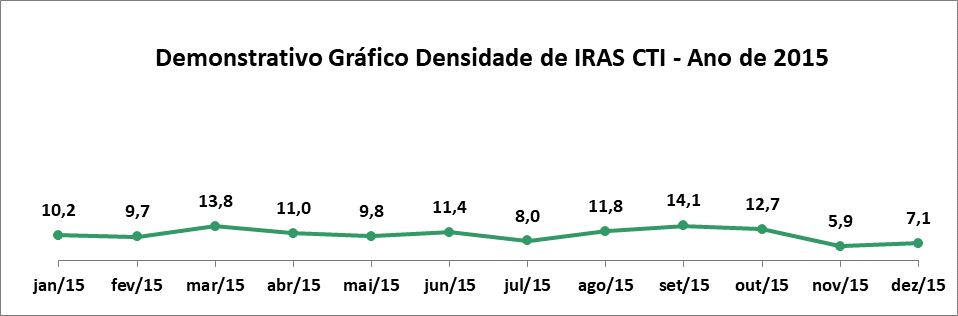 Demonstrativo Gráfico Densidade de IRAS CTI - Ano de 2015
10,2 9,7 13,8 11,0 9,8 11,4 8,0 11,8 14,1 12,7 5,9 7,1
jan/15 fev/15 mar/15 abr/15 mai/15 jun/15 jul/15 ago/15 set/15 out/15 nov/15 dez/15